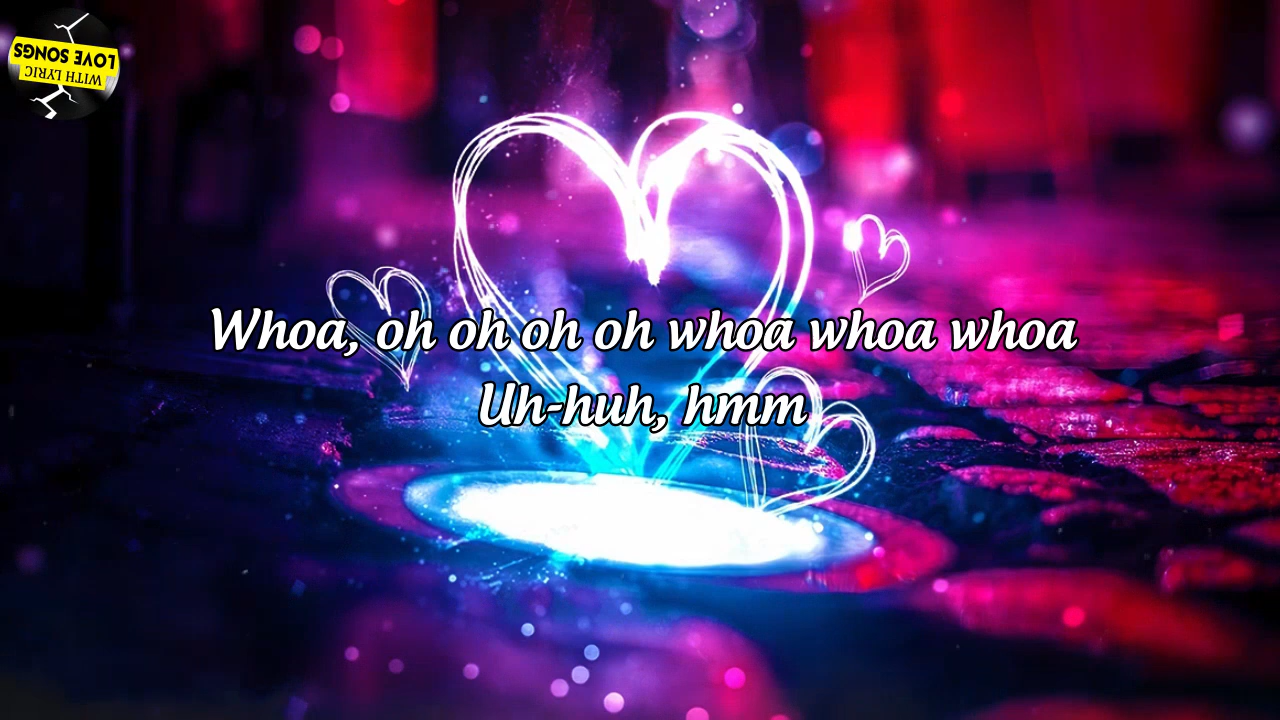 LOVE SONGS
WITH LYRIC
Whoa, oh oh oh oh whoa whoa whoa
Uh-huh, hmm